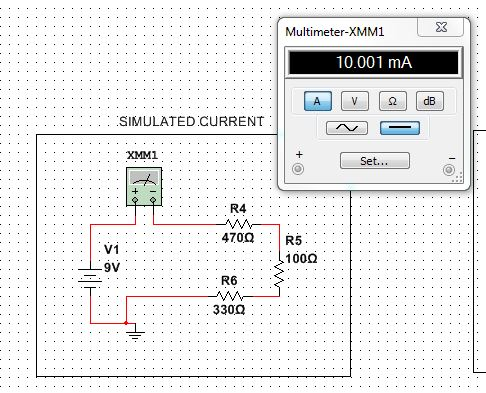 Multimeter-XMM1
10.001 mA
A V Ω dB
+ Set... −
SIMULATED CURRENT
XMM1
+ −
R4
470Ω
R5
100Ω
V1
9V
R6
330Ω